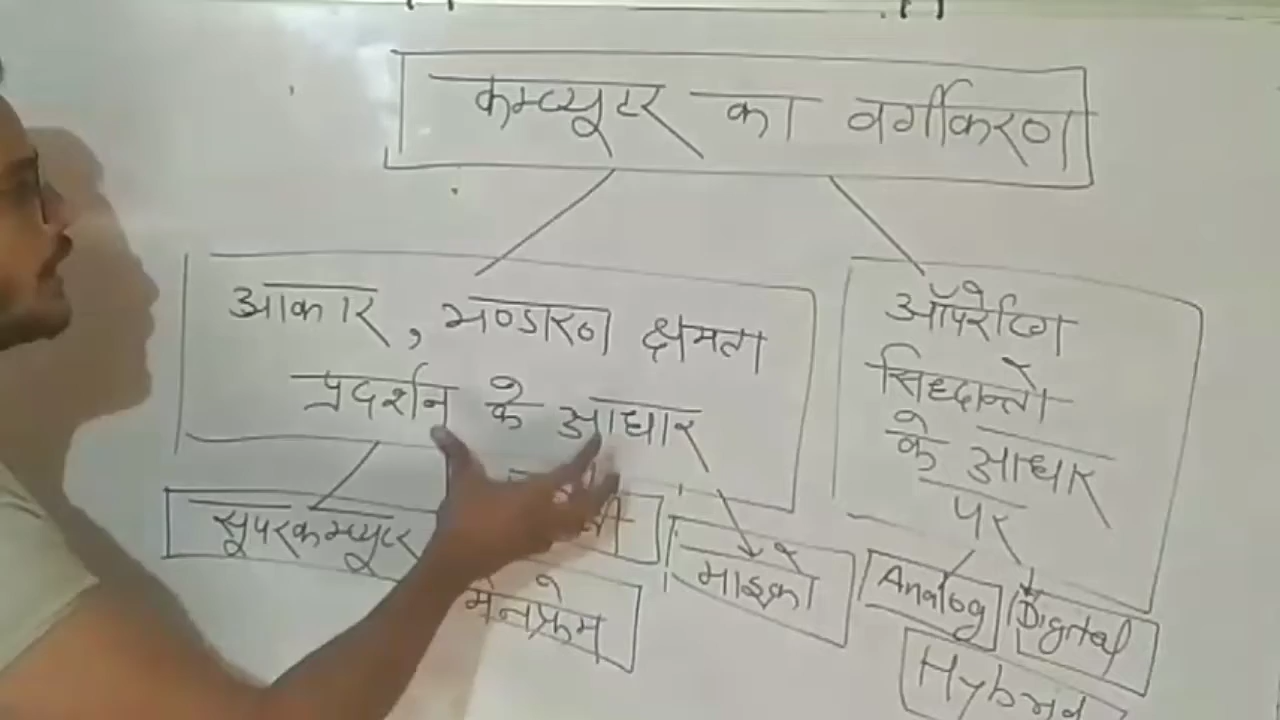 कम्प्यूटर का वर्गीकरण
आकार, भण्डारण क्षमता
प्रदर्शन के आधार
ऑपरेटिंग
सिध्दान्तो
के आधार
पर
सूपरकम्प्यूटर
मेनफ्रेम
माइक्रो
Analog
Digital
Hybrid